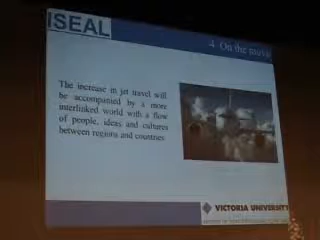 ISEAL
4 On the move
The increase in jet travel will
be accompanied by a more
interlinked world with a flow
of people, ideas and cultures
between regions and countries.
VICTORIA UNIVERSITY